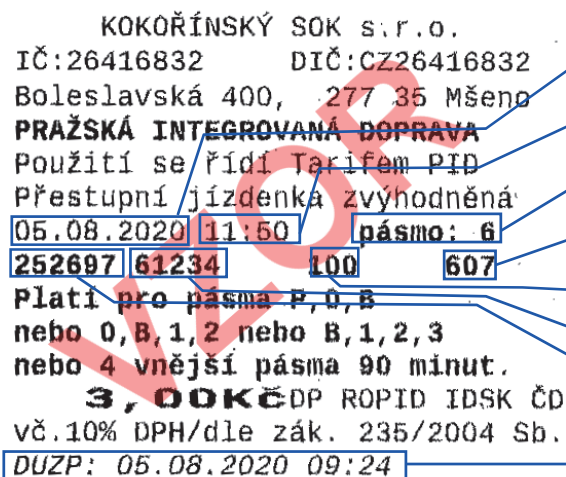 KOKOŘÍNSKÝ SOK s.r.o.
IČ:26416832 DIČ:CZ26416832
Boleslavská 400, 277 35 Mšeno
PRAŽSKÁ INTEGROVANÁ DOPRAVA
Použití se řídí Tarifem PID
Přestupní jízdenka zvýhodněná
05.08.2020 11:50 pásmo: 6
252697 61234 100 607
Platí pro pásma P,0,B
nebo 0,B,1,2 nebo B,1,2,3
nebo 4 vnější pásma 90 minut.
3,00Kč DP ROPID IDSK ČD
vč.10% DPH/dle zák. 235/2004 Sb.
DUZP: 05.08.2020 09:24
VZOR